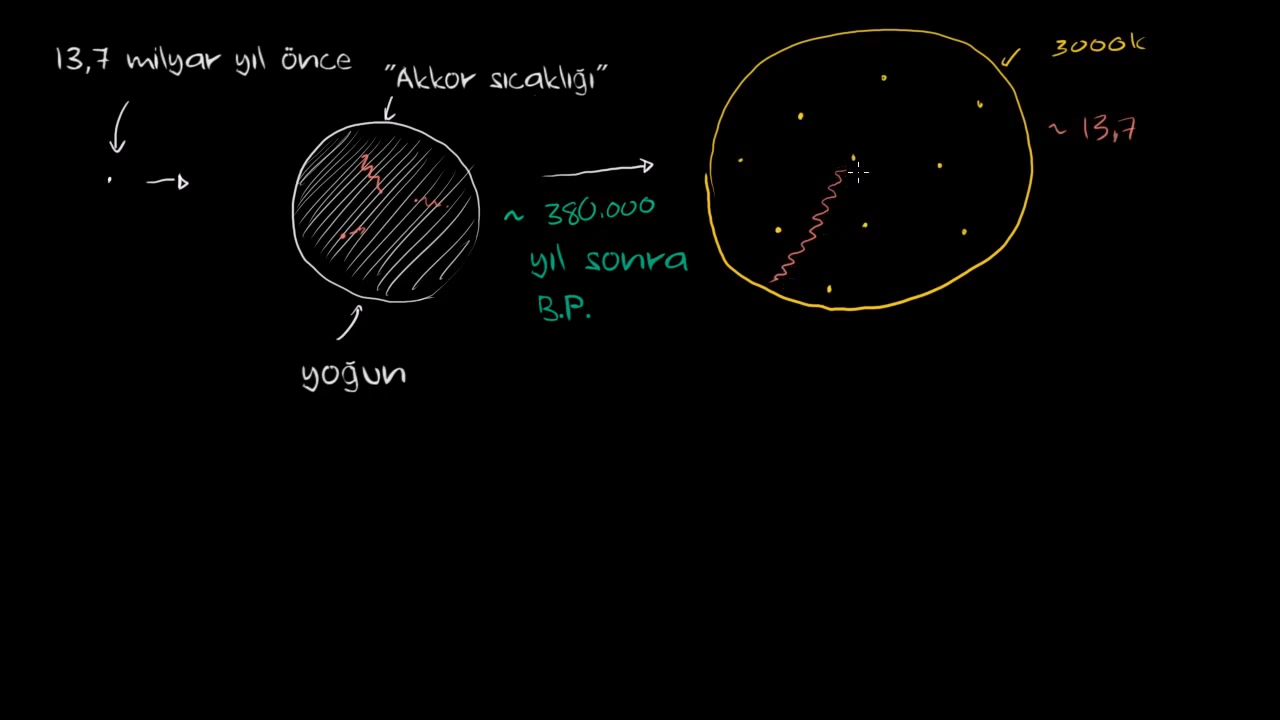 13,7 milyar yıl önce
"Akkor sıcaklığı"
yoğun
~ 380.000
yıl sonra
B.P.
3000K
~ 13,7